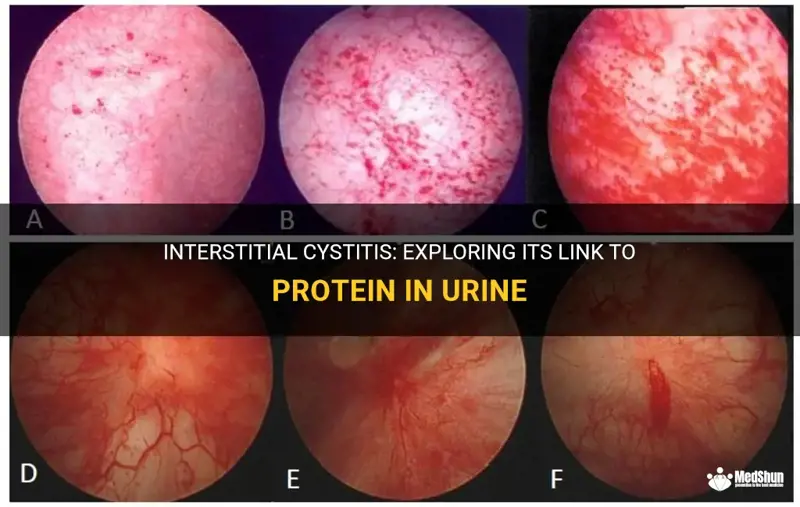 A B C
INTERSTITIAL CYSTITIS: EXPLORING ITS LINK TO
PROTEIN IN URINE
D E F
MedShun